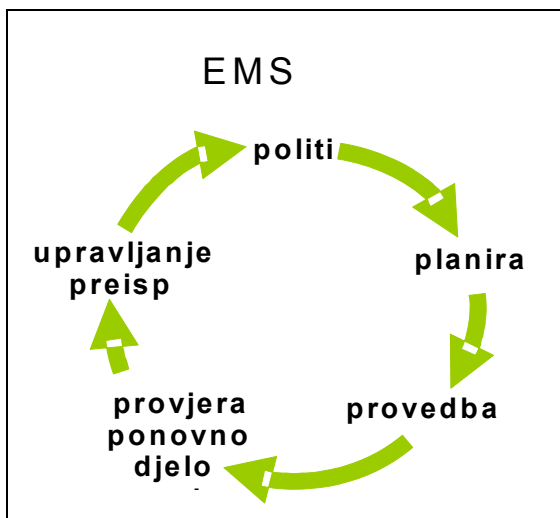 EMS
politi
planira
provedba
provjera
ponovno
djelo
upravljanje
preisp